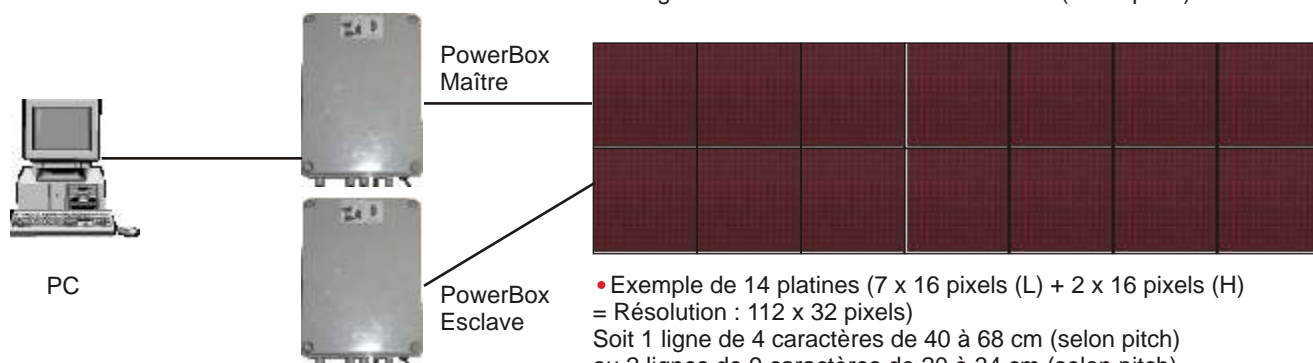 PowerBox
Maître
PC
PowerBox
Esclave
•Exemple de 14 platines (7 x 16 pixels (L) + 2 x 16 pixels (H)
= Résolution : 112 x 32 pixels)
Soit 1 ligne de 4 caractères de 40 à 68 cm (selon pitch)